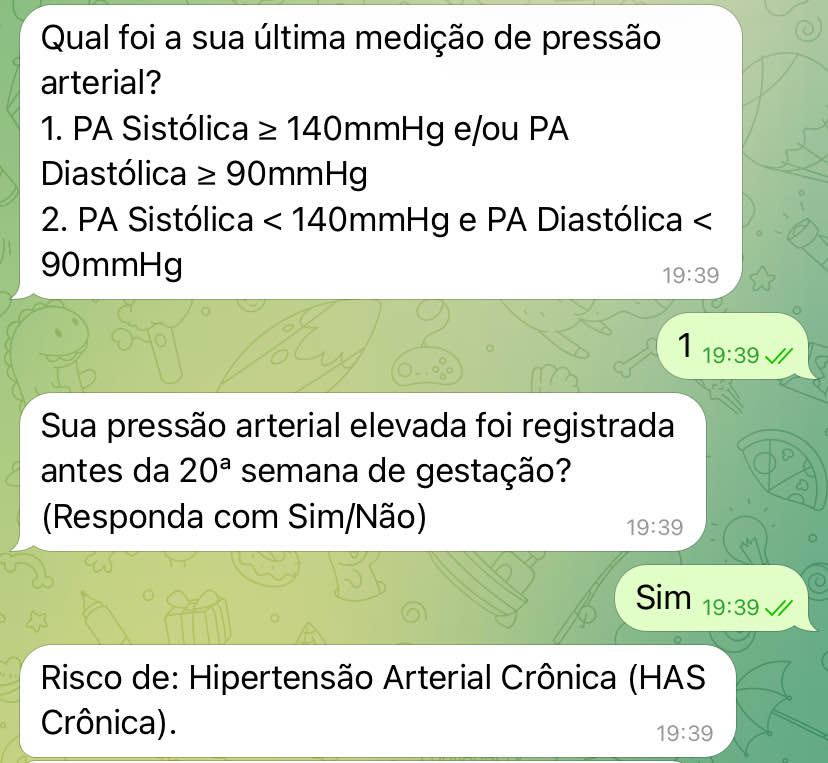 Qual foi a sua última medição de pressão
arterial?
1. PA Sistólica ≥ 140mmHg e/ou PA
Diastólica ≥ 90mmHg
2. PA Sistólica < 140mmHg e PA Diastólica <
90mmHg
19:39
1 19:39
Sua pressão arterial elevada foi registrada
antes da 20ª semana de gestação?
(Responda com Sim/Não)
19:39
Sim 19:39
Risco de: Hipertensão Arterial Crônica (HAS
Crônica).
19:39